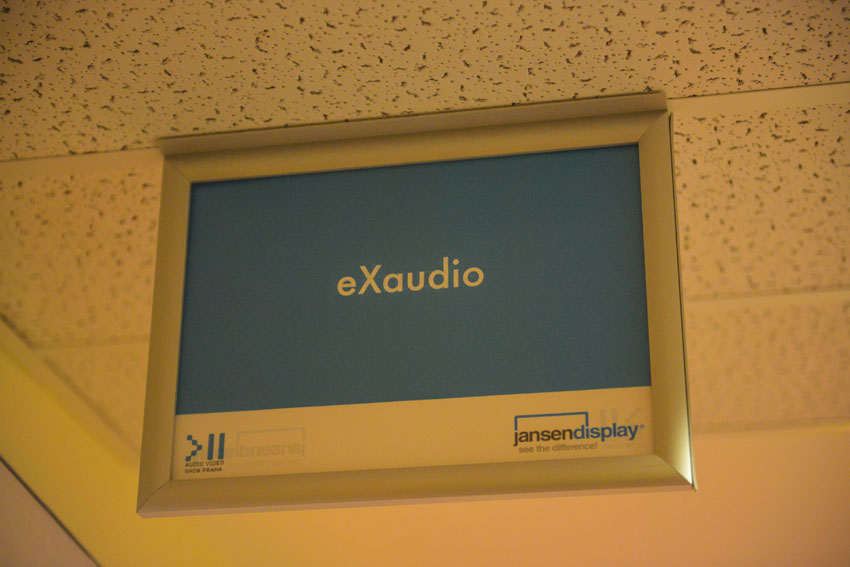 eXaudio
AUDIO VIDEO
SHOW PRAHA
jansendisplay®
see the difference!